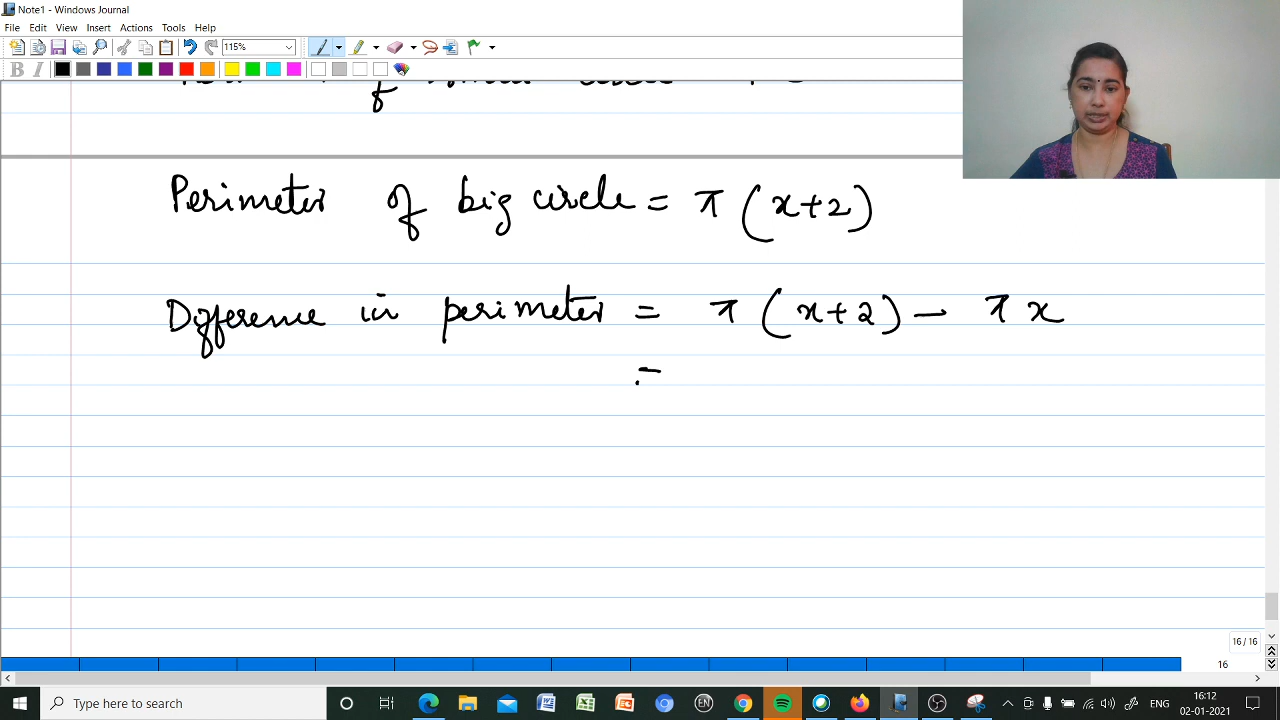 Note1 - Windows Journal
File Edit View Insert Actions Tools Help
115%
B I
Perimeter of big circle = π (x+2)
Difference in perimeter = π (x+2) - π x
=
16 / 16
16
Type here to search
EN
ENG
16:12
02-01-2021